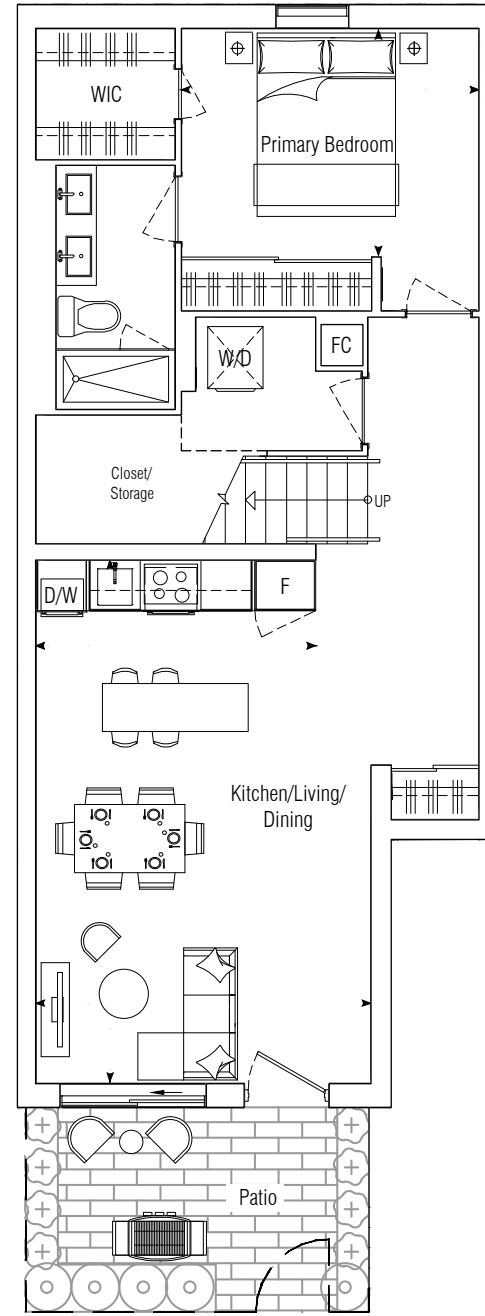 WIC
Primary Bedroom
W/D
FC
Closet/
Storage
UP
D/W
F
Kitchen/Living/
Dining
Patio